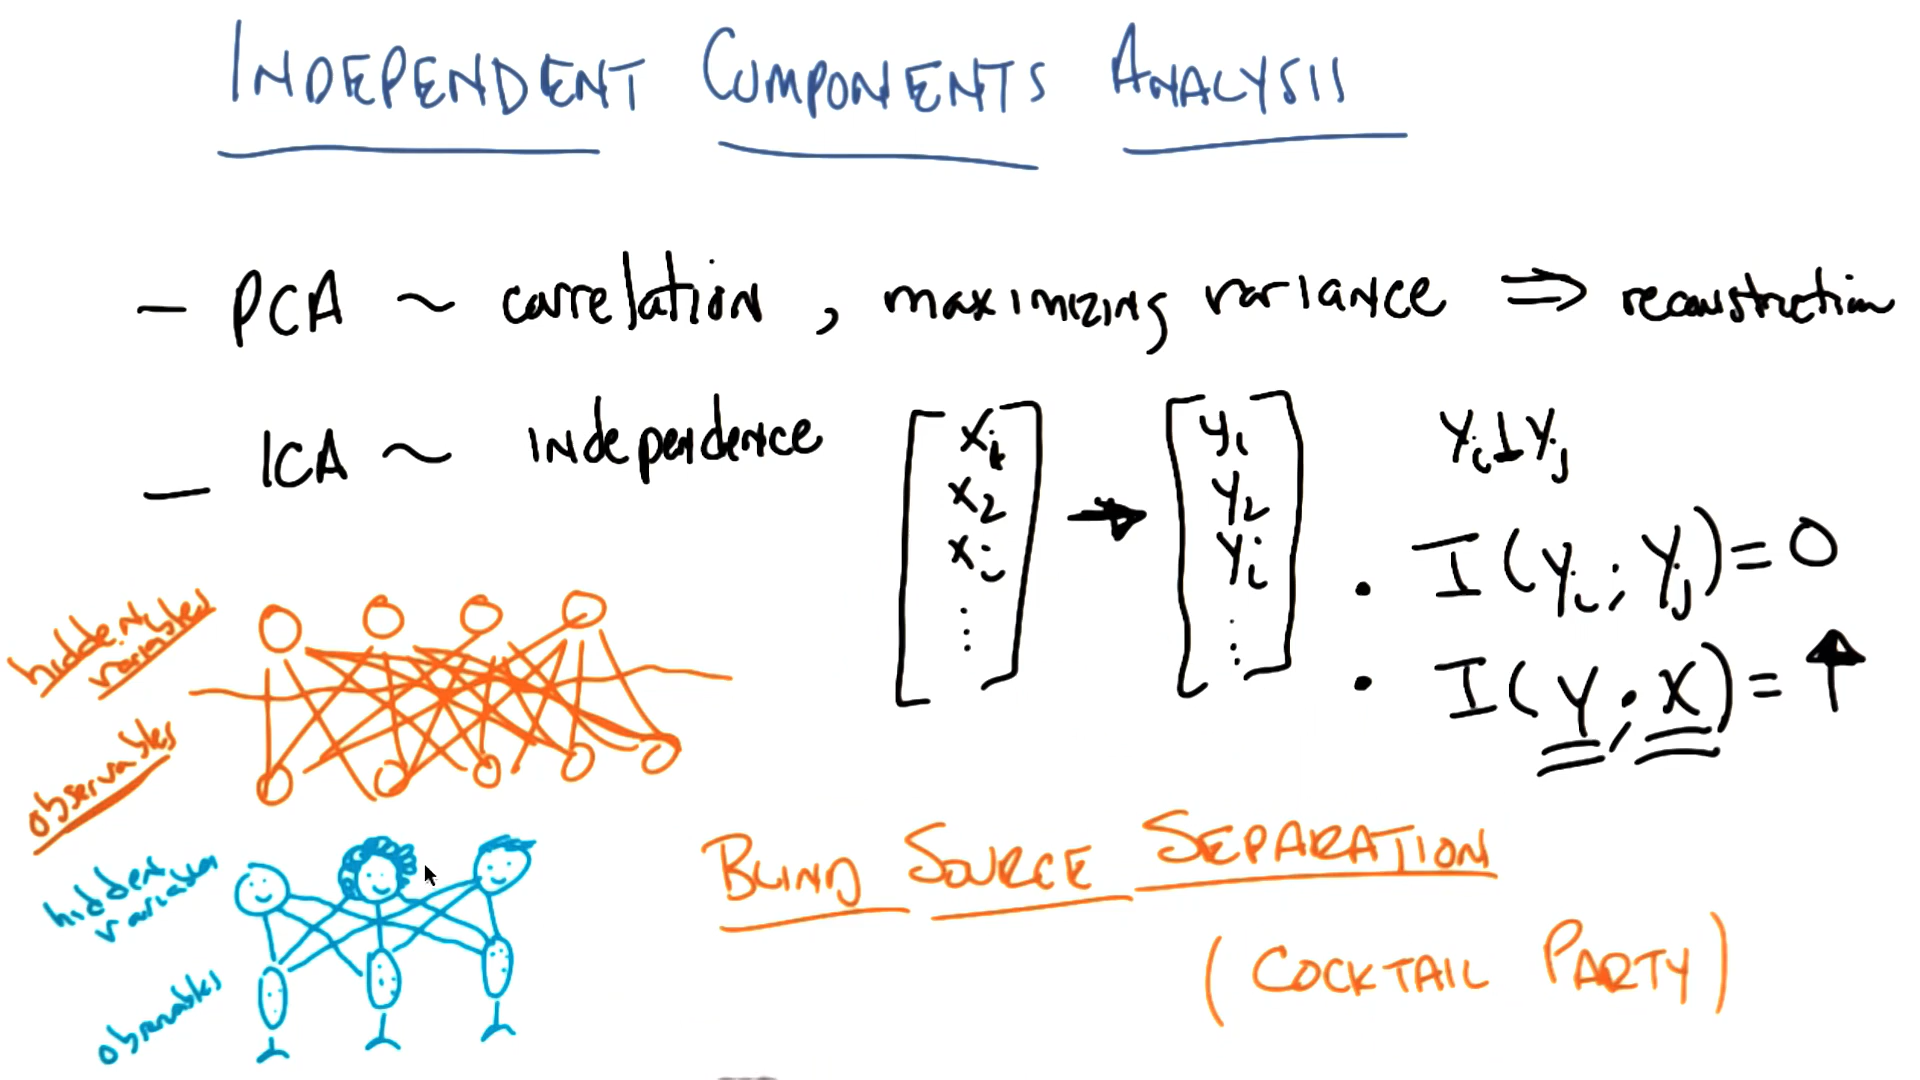 INDEPENDENT COMPONENTS ANALYSIS
- PCA ~ correlation, maximizing variance ⇒ reconstruction
- ICA ~ independence
[x₁ x₂ xᵢ ⋮] → [y₁ y₂ yᵢ ⋮]
yᵢ ⊥ yⱼ
• I(yᵢ; yⱼ) = 0
• I(Y; X) = ↑
hidden variables
observables
hidden variables
observables
BLIND SOURCE SEPARATION
(COCKTAIL PARTY)